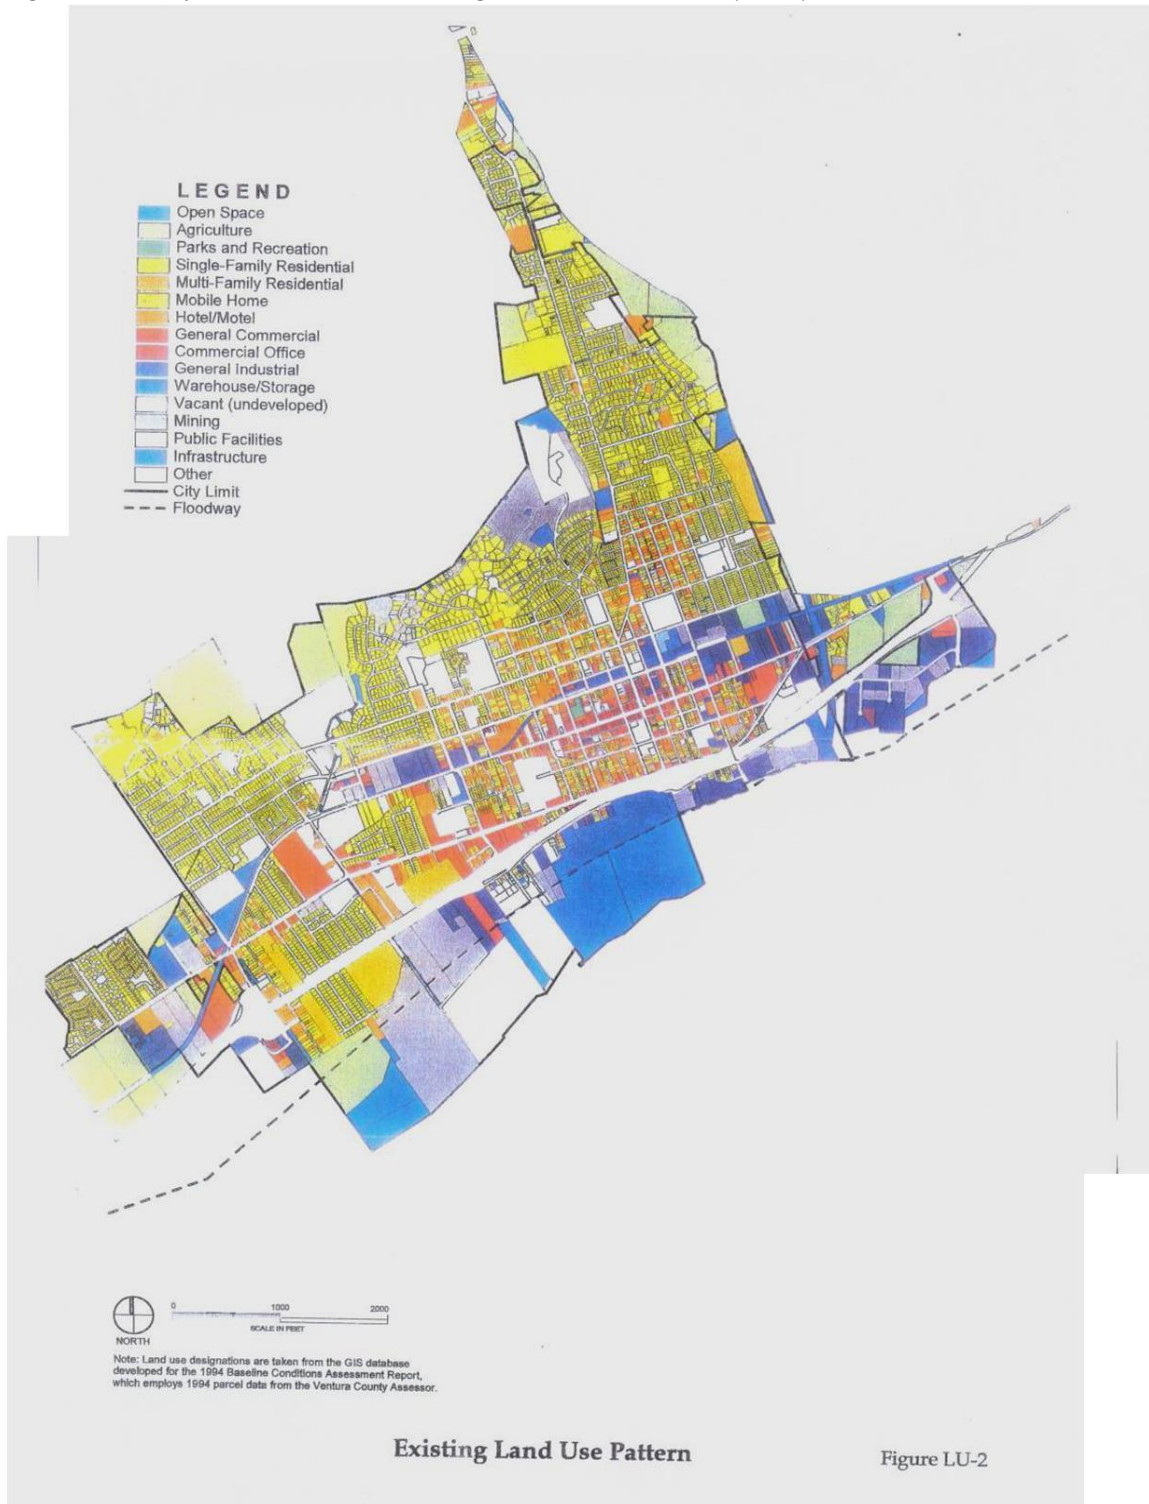 LEGEND
Open Space
Agriculture
Parks and Recreation
Single-Family Residential
Multi-Family Residential
Mobile Home
Hotel/Motel
General Commercial
Commercial Office
General Industrial
Warehouse/Storage
Vacant (undeveloped)
Mining
Public Facilities
Infrastructure
Other
City Limit
Floodway
0 1000 2000
SCALE IN FEET
NORTH
Note: Land use designations are taken from the GIS database
developed for the 1994 Baseline Conditions Assessment Report,
which employs 1994 parcel data from the Ventura County Assessor.
Existing Land Use Pattern
Figure LU-2